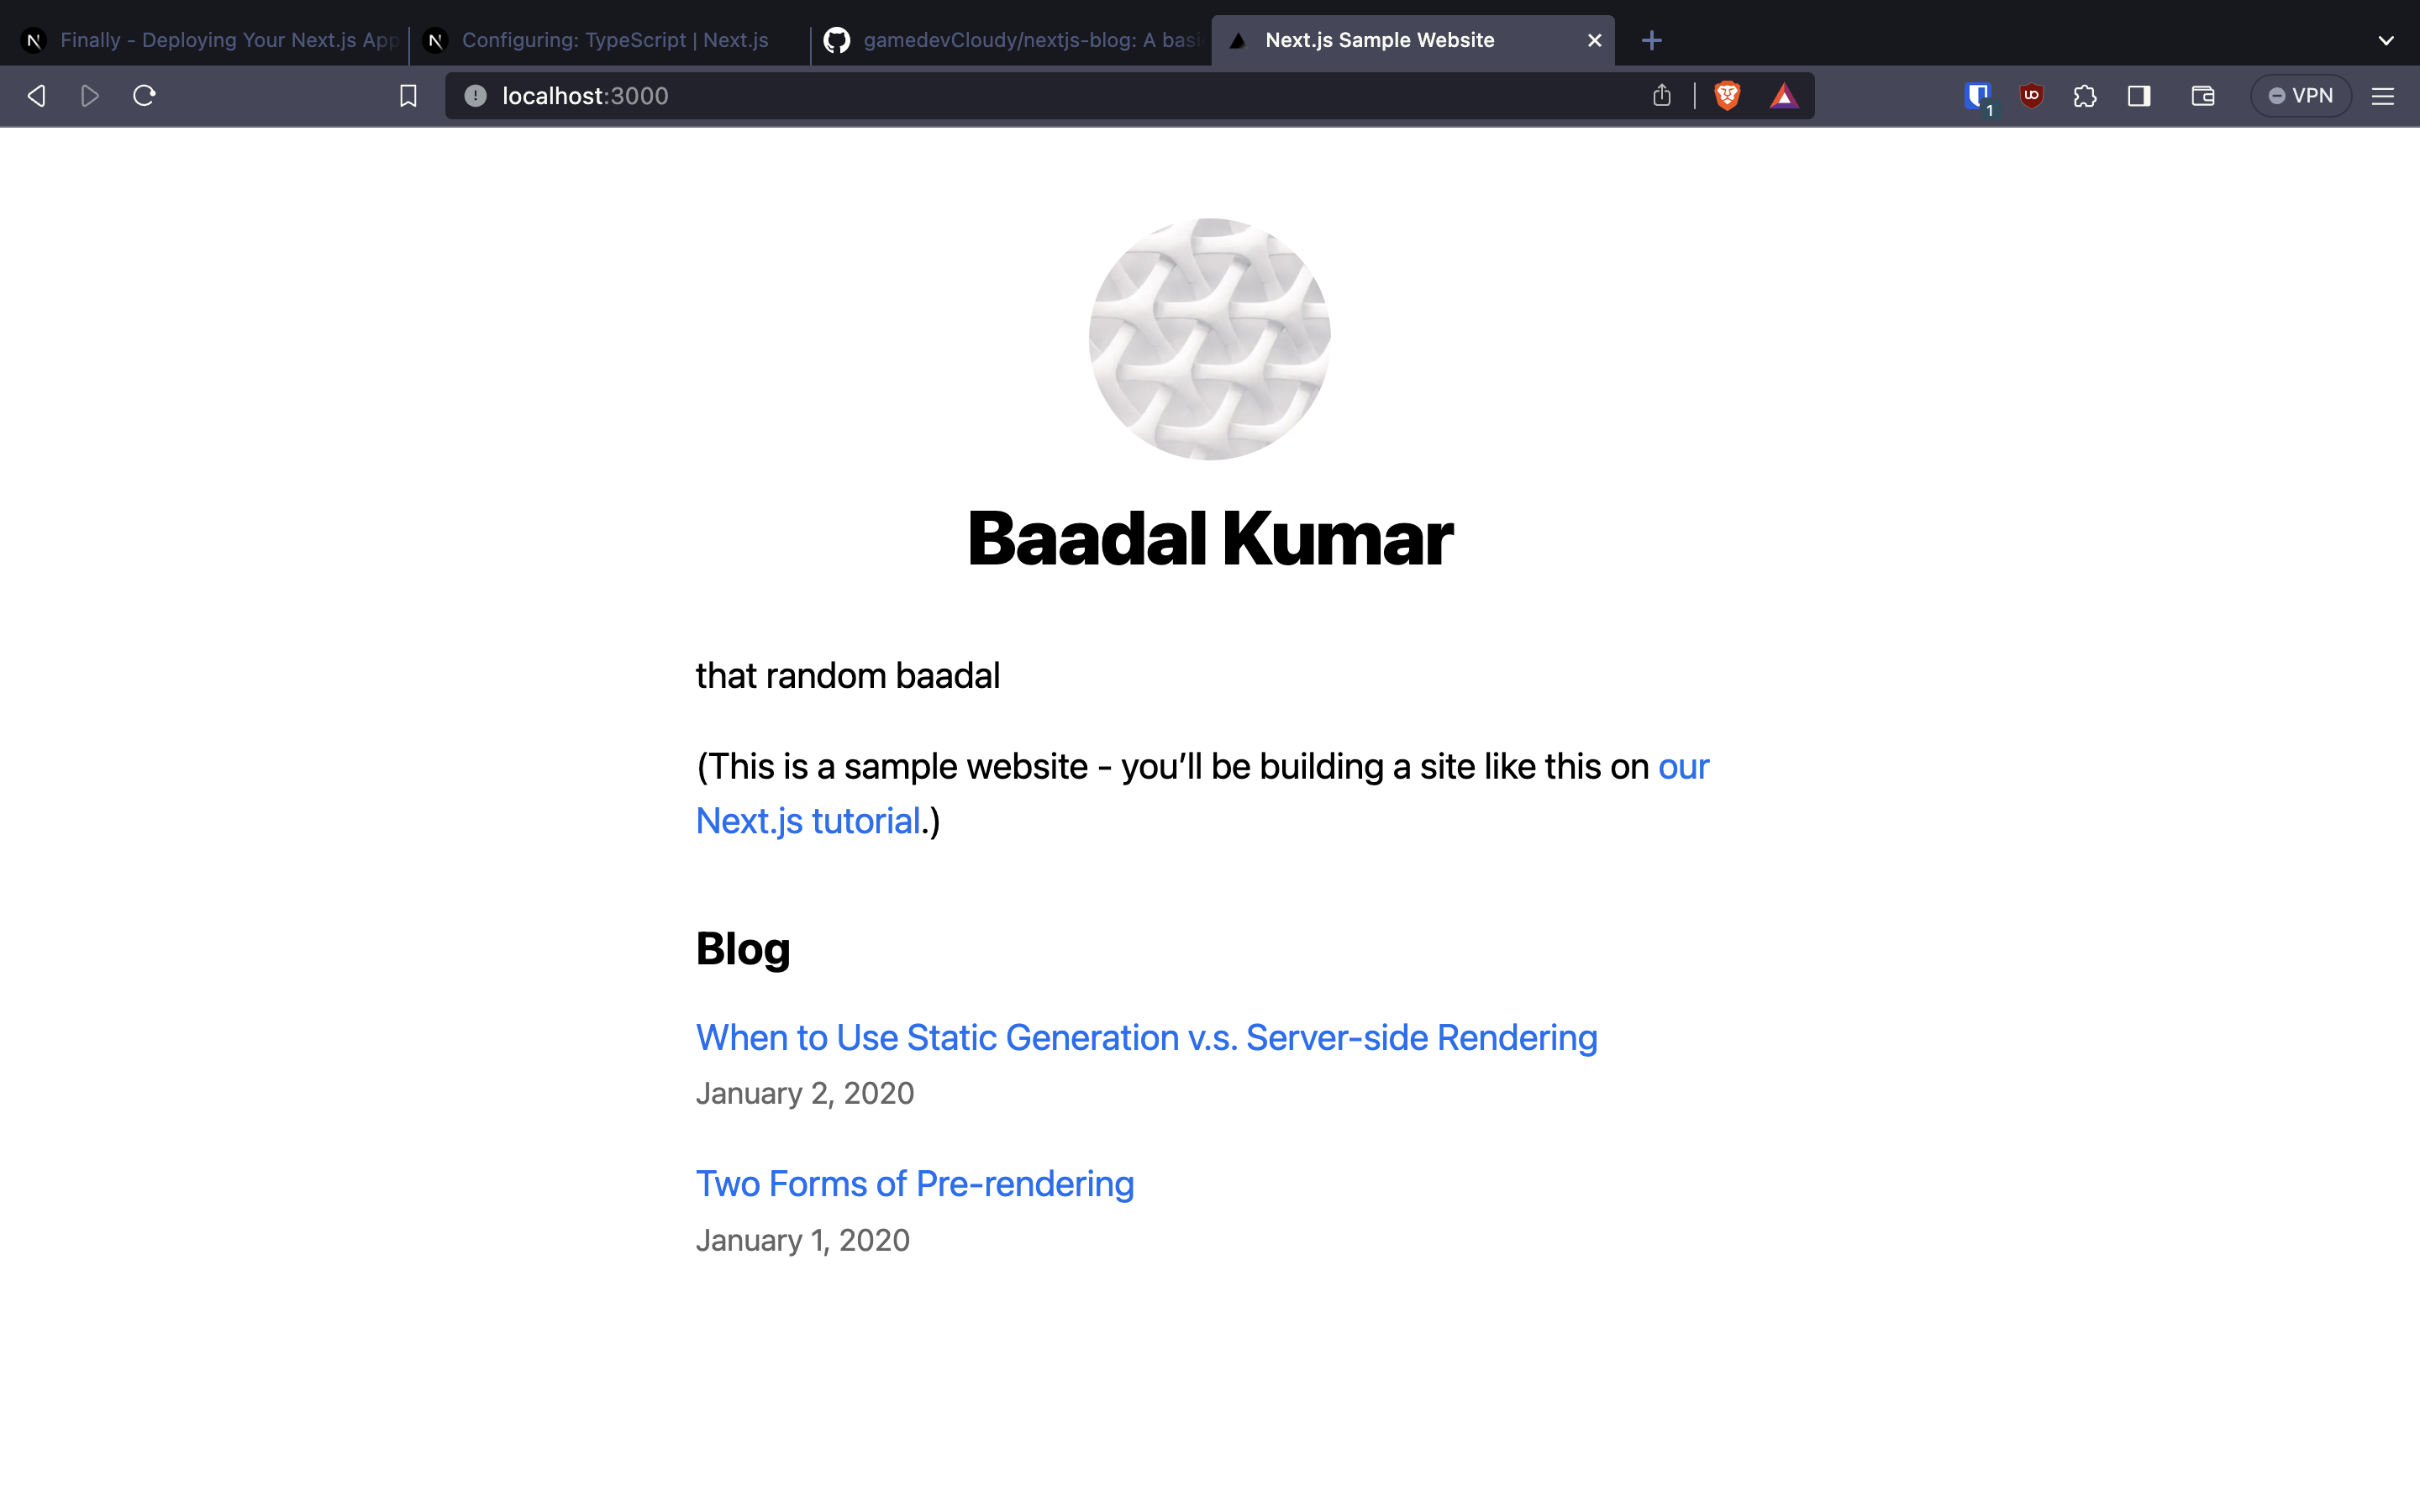 Finally - Deploying Your Next.js App
Configuring: TypeScript | Next.js
gamedevCloudy/nextjs-blog: A basi
Next.js Sample Website
localhost:3000
1
UO
VPN
Baadal Kumar
that random baadal
(This is a sample website - you’ll be building a site like this on our
Next.js tutorial.)
Blog
When to Use Static Generation v.s. Server-side Rendering
January 2, 2020
Two Forms of Pre-rendering
January 1, 2020